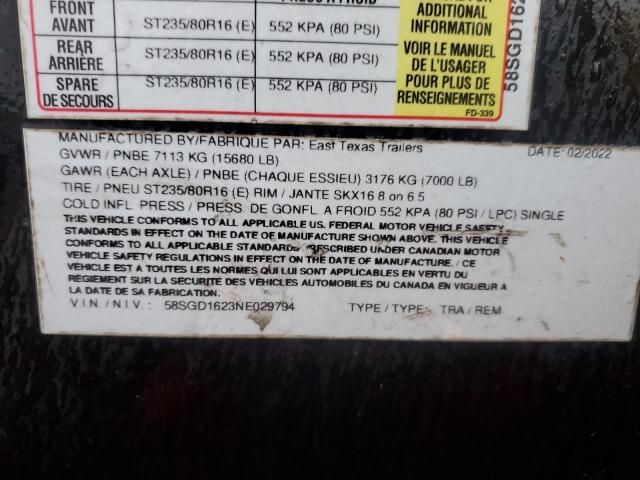 FRONT
AVANT
ST235/80R16 (E)
552 KPA (80 PSI)
REAR
ARRIÈRE
ST235/80R16 (E)
552 KPA (80 PSI)
SPARE
DE SECOURS
ST235/80R16 (E)
552 KPA (80 PSI)
ADDITIONAL
INFORMATION
VOIR LE MANUEL
DE L'USAGER
POUR PLUS DE
RENSEIGNEMENTS
FD-339
58SGD162
MANUFACTURED BY/FABRIQUE PAR: East Texas Trailers
DATE: 02/2022
GVWR / PNBE 7113 KG (15680 LB)
GAWR (EACH AXLE) / PNBE (CHAQUE ESSIEU) 3176 KG (7000 LB)
TIRE / PNEU ST235/80R16 (E) RIM / JANTE SKX16 8 on 6.5
COLD INFL. PRESS / PRESS. DE GONFL. A FROID 552 KPA (80 PSI / LPC) SINGLE
THIS VEHICLE CONFORMS TO ALL APPLICABLE US. FEDERAL MOTOR VEHICLE SAFETY
STANDARDS IN EFFECT ON THE DATE OF MANUFACTURE SHOWN ABOVE. THIS VEHICLE
CONFORMS TO ALL APPLICABLE STANDARDS PRESCRIBED UNDER CANADIAN MOTOR
VEHICLE SAFETY REGULATIONS IN EFFECT ON THE DATE OF MANUFACTURE. / CE
VEHICLE EST A TOUTES LES NORMES QUI LUI SONT APPLICABLES EN VERTU DU
RÈGLEMENT SUR LA SECURITE DES VÉHICLES AUTOMOBILES DU CANADA EN VIGUEUR A
LA DATE DE SA FABRICATION.
V.I.N. / N.I.V.: 58SGD1623NE029794
TYPE / TYPE: TRA / REM